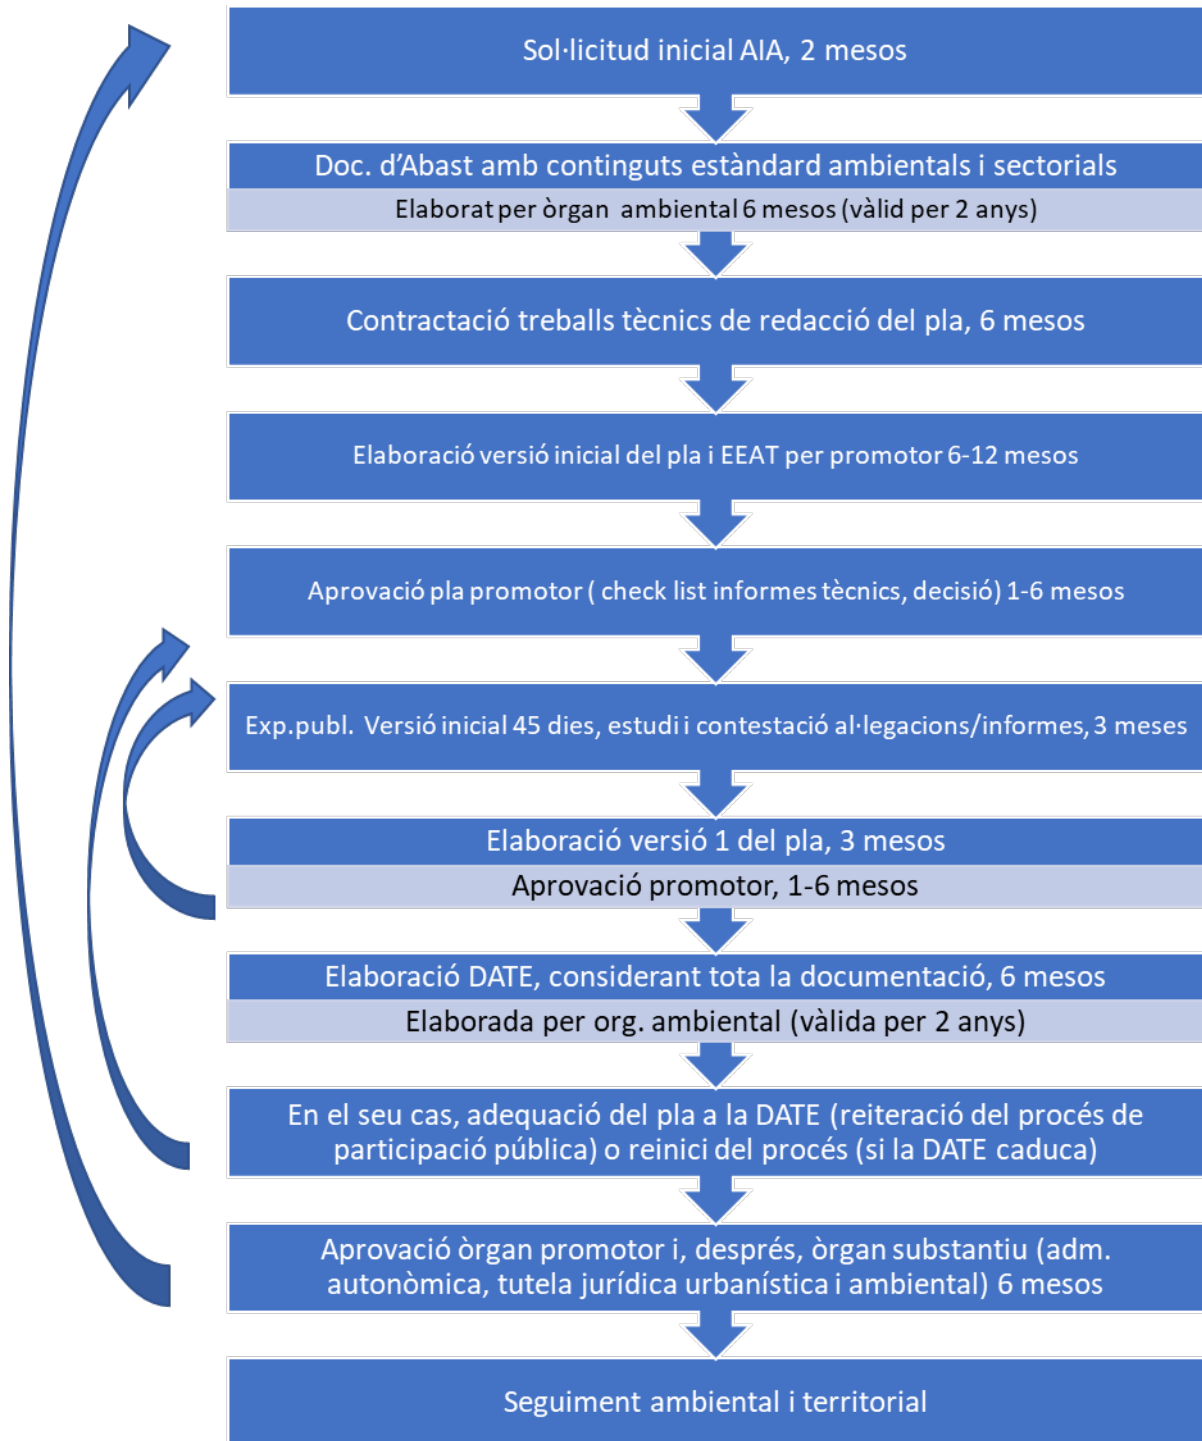 Sol·licitud inicial AIA, 2 mesos
Doc. d'Abast amb continguts estàndard ambientals i sectorials
Elaborat per òrgan ambiental 6 mesos (vàlid per 2 anys)
Contractació treballs tècnics de redacció del pla, 6 mesos
Elaboració versió inicial del pla i EEAT per promotor 6-12 mesos
Aprovació pla promotor ( check list informes tècnics, decisió) 1-6 mesos
Exp.publ. Versió inicial 45 dies, estudi i contestació al·legacions/informes, 3 meses
Elaboració versió 1 del pla, 3 mesos
Aprovació promotor, 1-6 mesos
Elaboració DATE, considerant tota la documentació, 6 mesos
Elaborada per org. ambiental (vàlida per 2 anys)
En el seu cas, adequació del pla a la DATE (reiteració del procés de
participació pública) o reinici del procés (si la DATE caduca)
Aprovació òrgan promotor i, després, òrgan substantiu (adm.
autonòmica, tutela jurídica urbanística i ambiental) 6 mesos
Seguiment ambiental i territorial